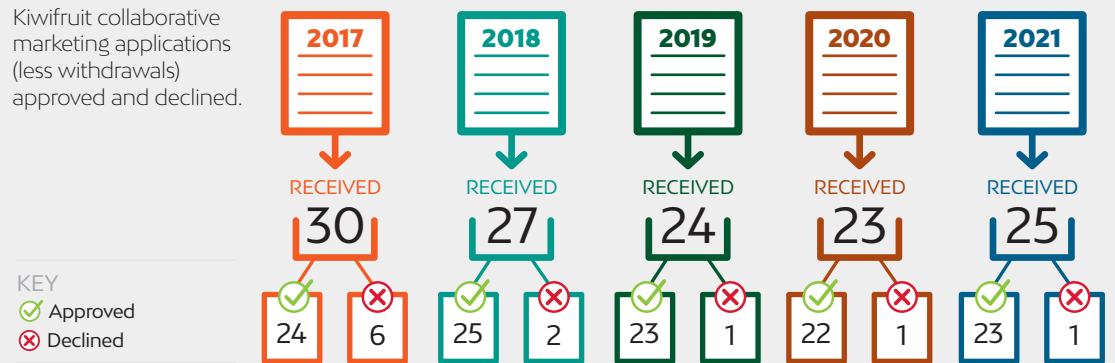 Kiwifruit collaborative
marketing applications
(less withdrawals)
approved and declined.
2017
2018
2019
2020
2021
RECEIVED
RECEIVED
RECEIVED
RECEIVED
RECEIVED
30
27
24
23
25
KEY
Approved
Declined
24
6
25
2
23
1
22
1
23
1